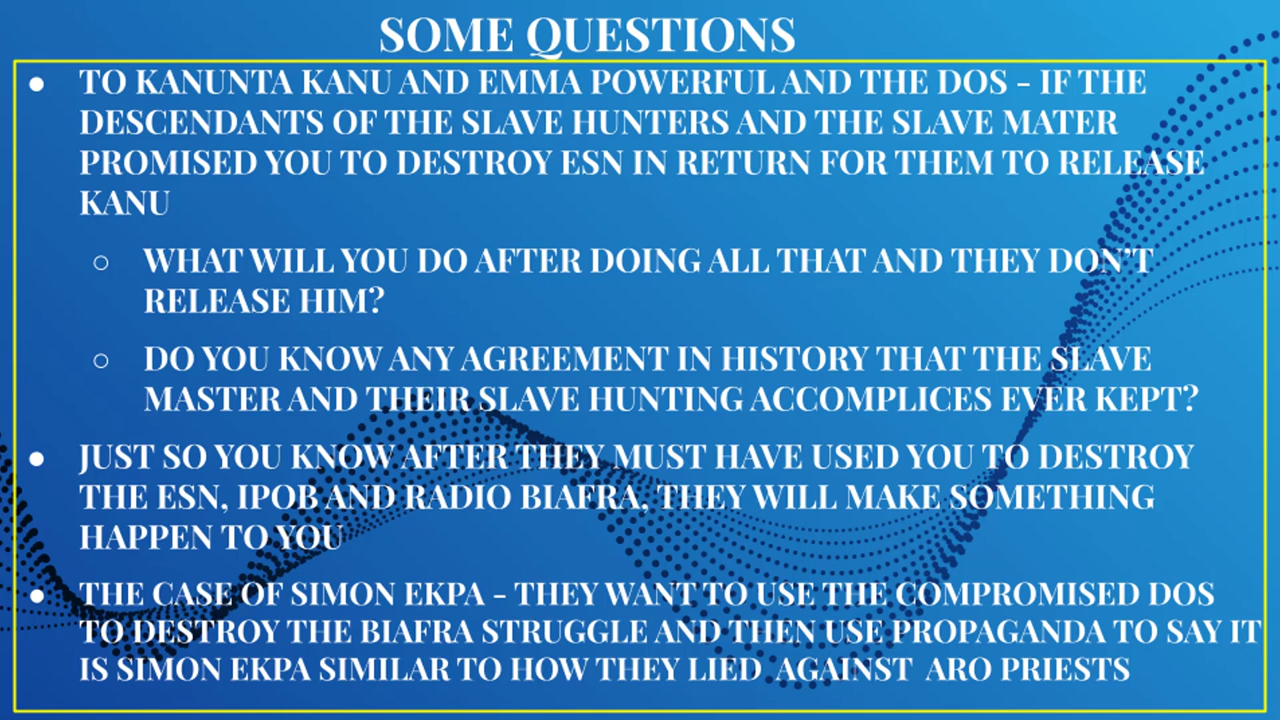 SOME QUESTIONS
● TO KANUNTA KANU AND EMMA POWERFUL AND THE DOS – IF THE
DESCENDANTS OF THE SLAVE HUNTERS AND THE SLAVE MATER
PROMISED YOU TO DESTROY ESN IN RETURN FOR THEM TO RELEASE
KANU
○ WHAT WILL YOU DO AFTER DOING ALL THAT AND THEY DON'T
RELEASE HIM?
○ DO YOU KNOW ANY AGREEMENT IN HISTORY THAT THE SLAVE
MASTER AND THEIR SLAVE HUNTING ACCOMPLICES EVER KEPT?
● JUST SO YOU KNOW AFTER THEY MUST HAVE USED YOU TO DESTROY
THE ESN, IPOB AND RADIO BIAFRA, THEY WILL MAKE SOMETHING
HAPPEN TO YOU
● THE CASE OF SIMON EKPA – THEY WANT TO USE THE COMPROMISED DOS
TO DESTROY THE BIAFRA STRUGGLE AND THEN USE PROPAGANDA TO SAY IT
IS SIMON EKPA SIMILAR TO HOW THEY LIED AGAINST ARO PRIESTS